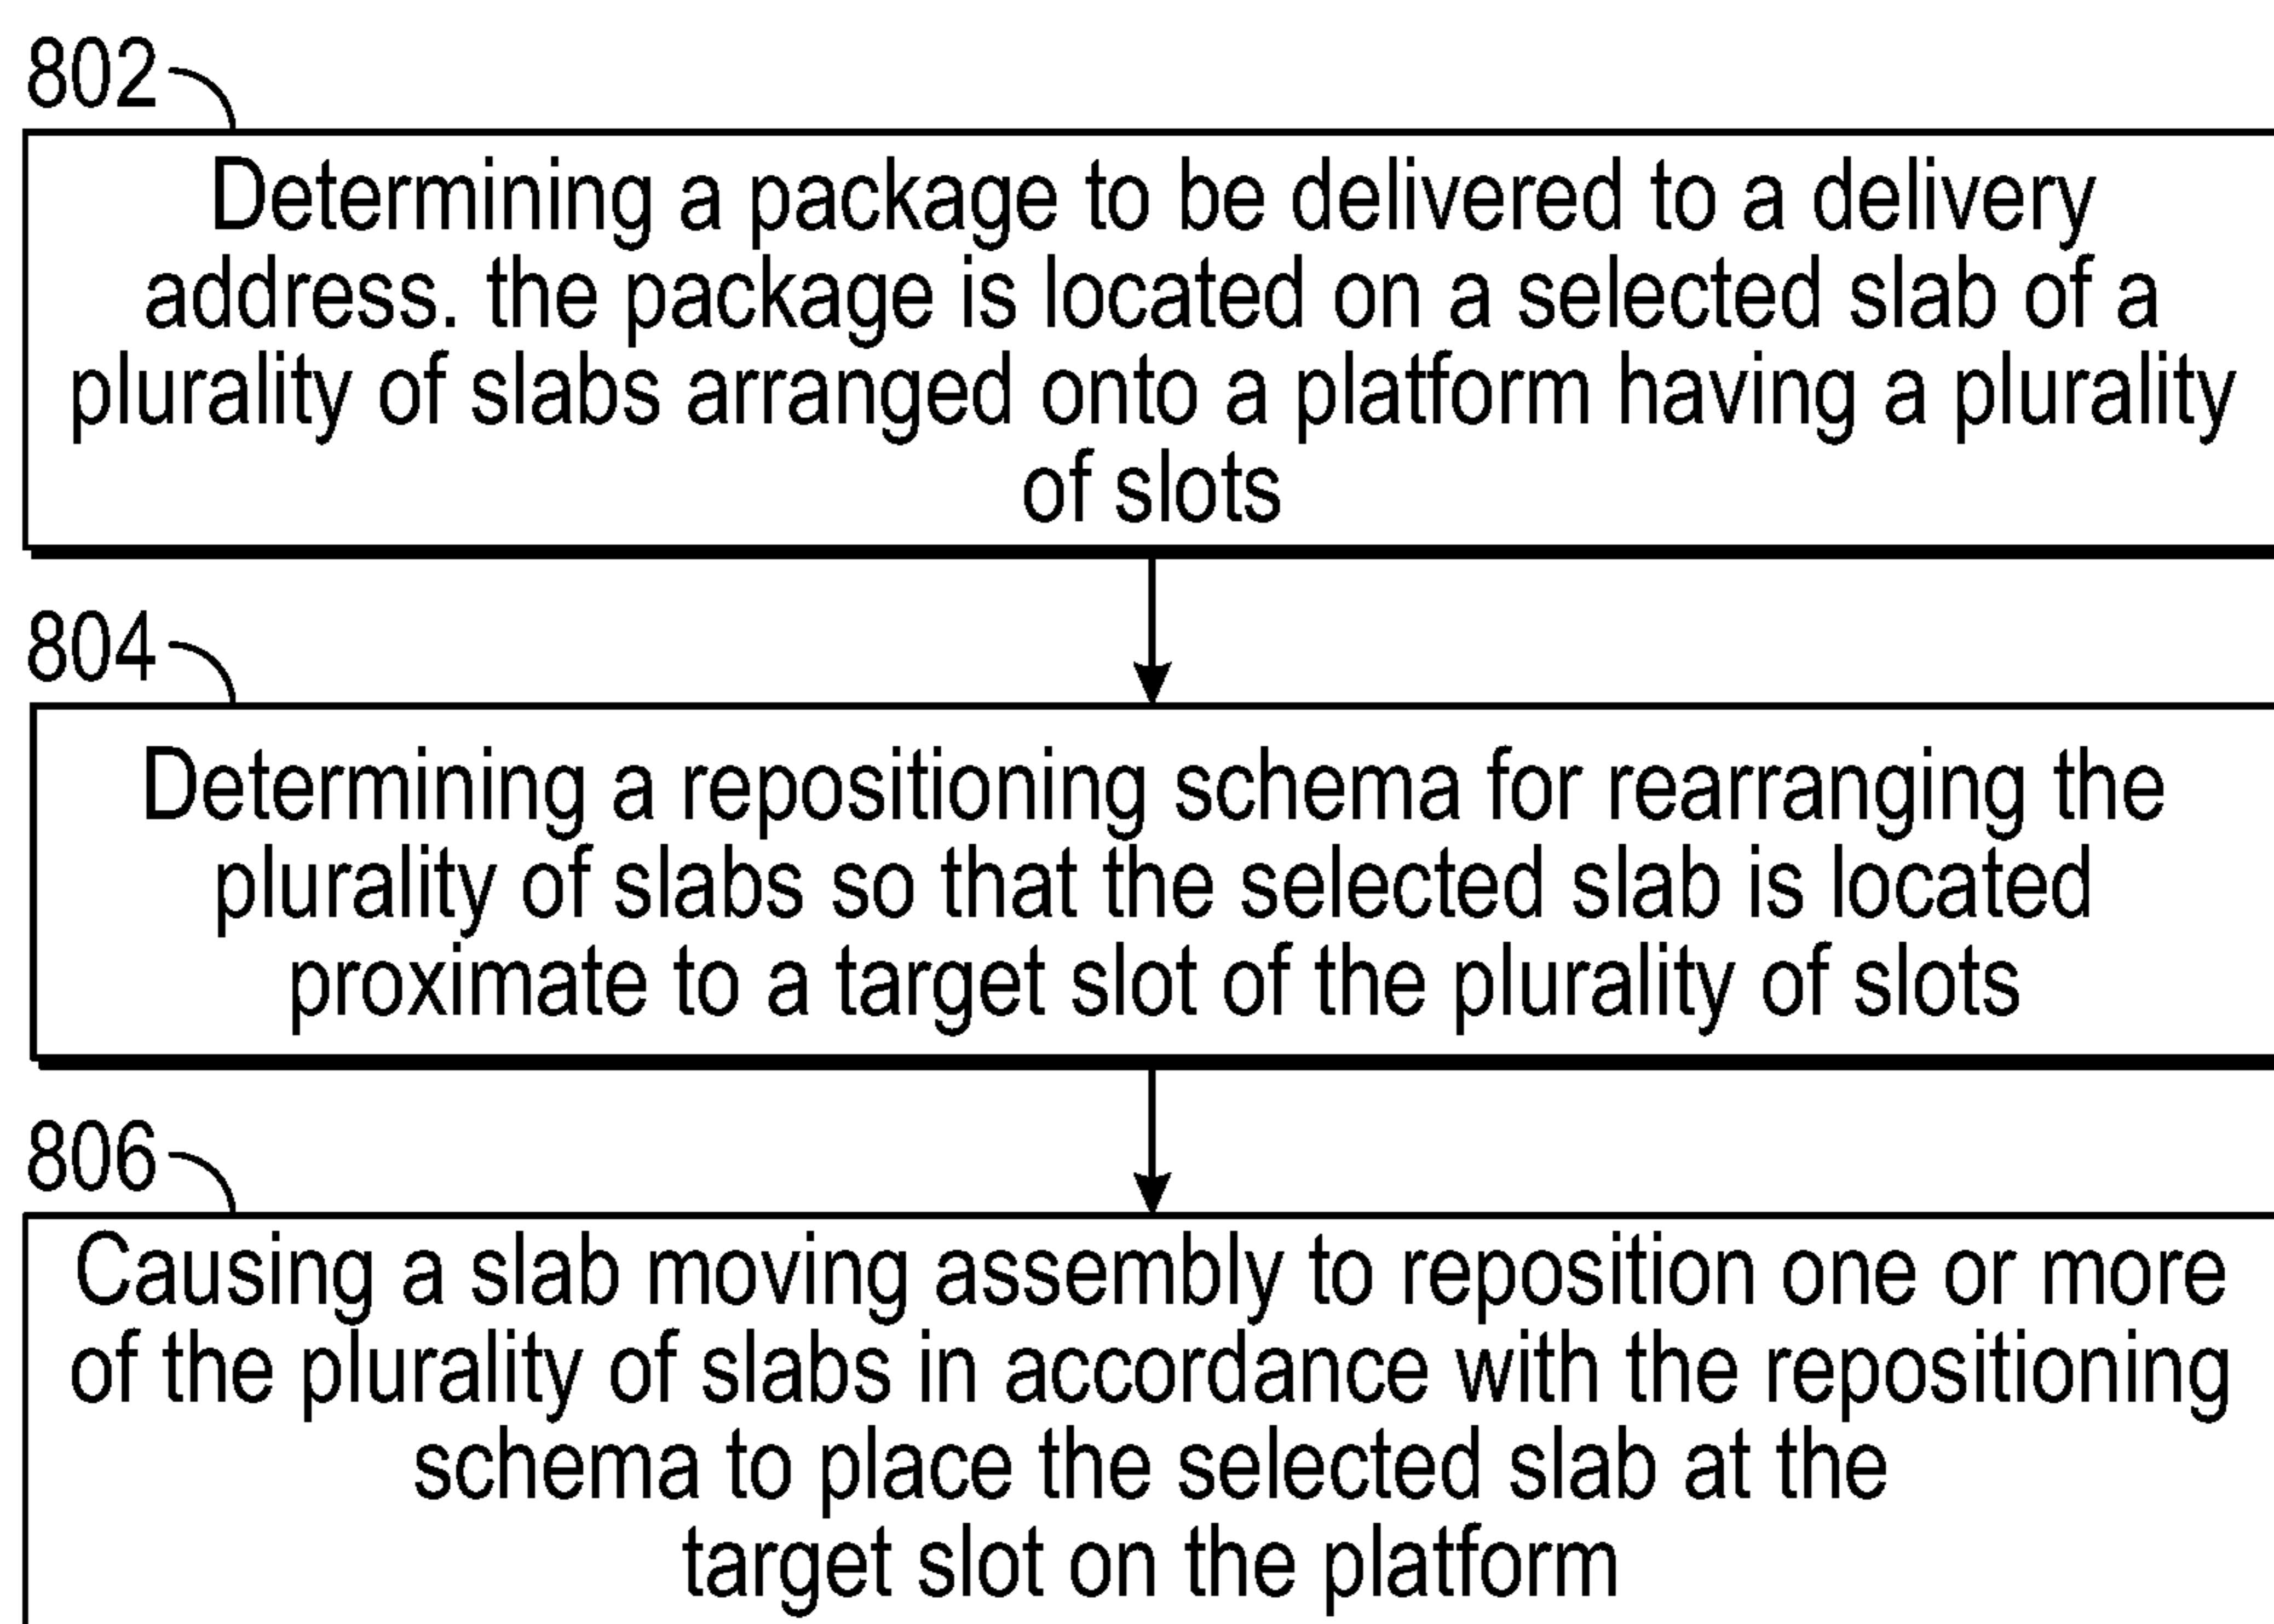 802
Determining a package to be delivered to a delivery
address. the package is located on a selected slab of a
plurality of slabs arranged onto a platform having a plurality
of slots
804
Determining a repositioning schema for rearranging the
plurality of slabs so that the selected slab is located
proximate to a target slot of the plurality of slots
806
Causing a slab moving assembly to reposition one or more
of the plurality of slabs in accordance with the repositioning
schema to place the selected slab at the
target slot on the platform